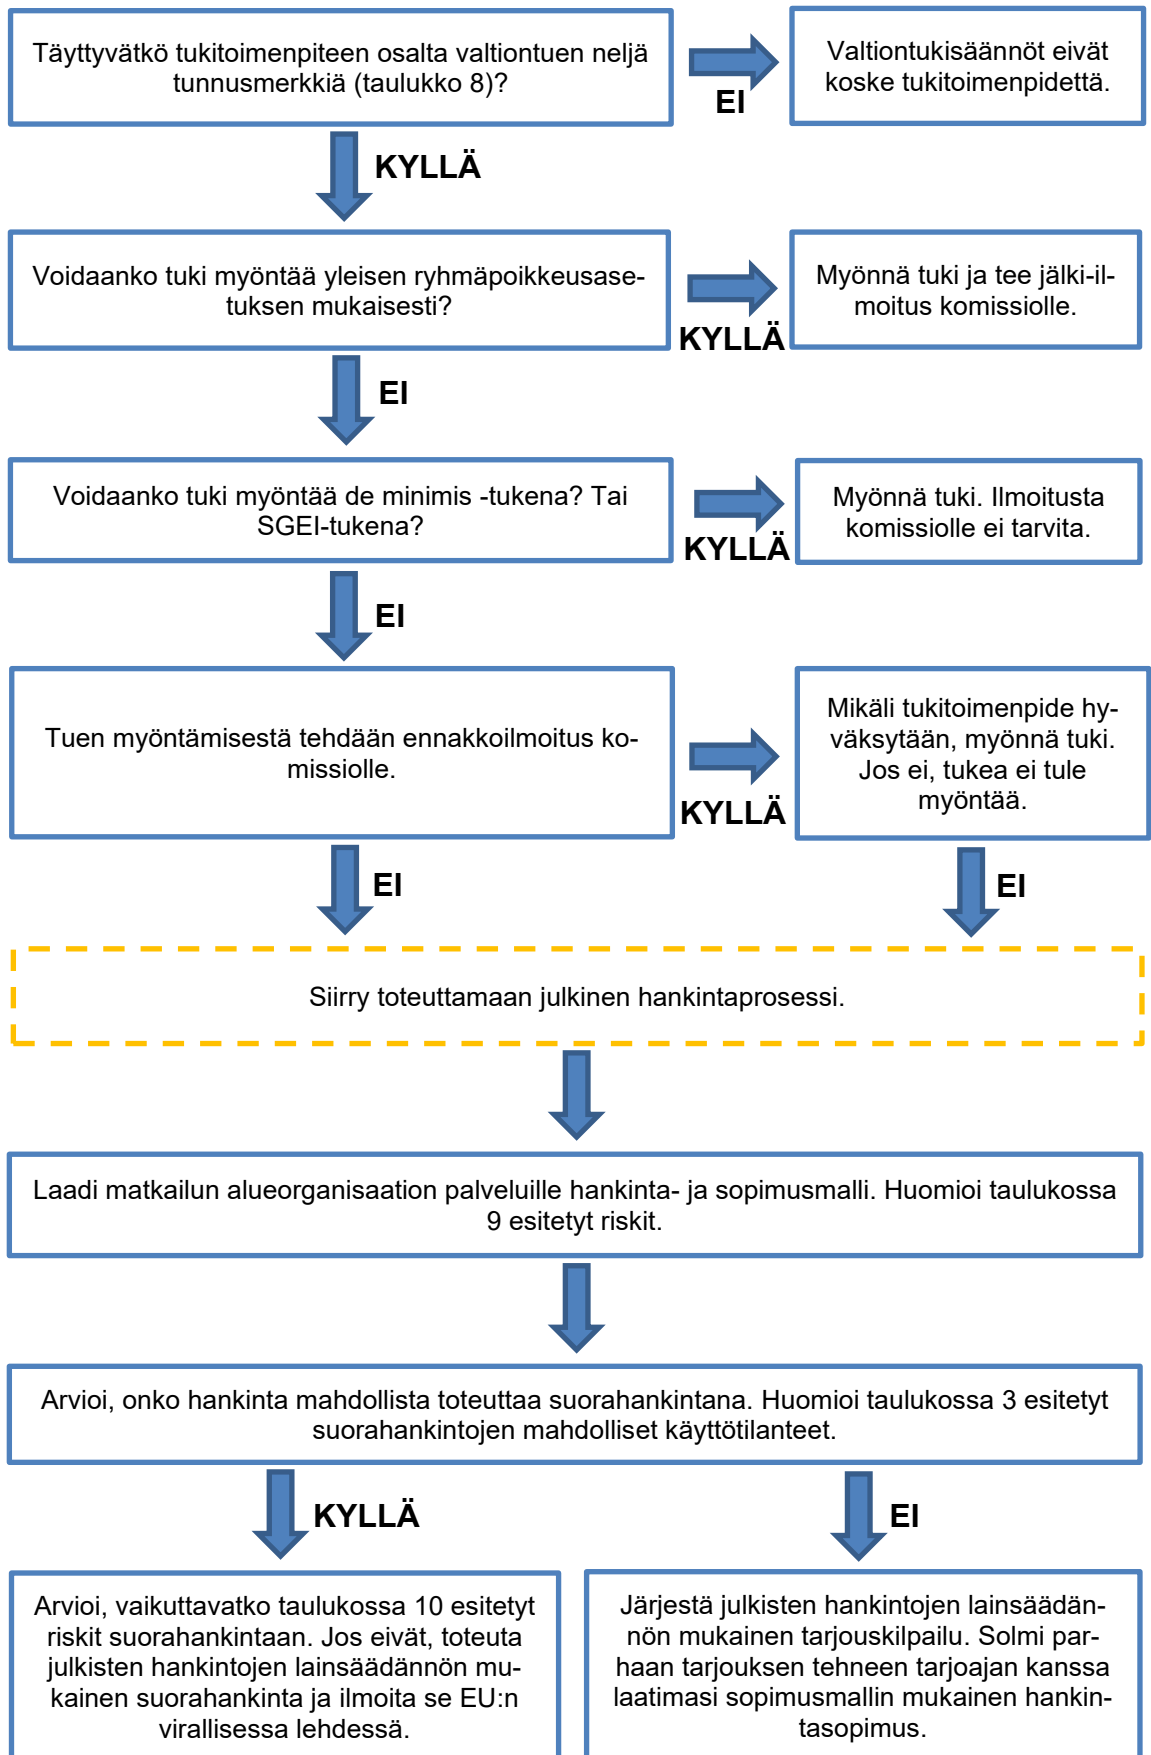 Täyttyvätkö tukitoimenpiteen osalta valtiontuen neljä
tunnusmerkkiä (taulukko 8)?
EI
Valtiontukisäännöt eivät
koske tukitoimenpidettä.
KYLLÄ
Voidaanko tuki myöntää yleisen ryhmäpoikkeusase-
tuksen mukaisesti?
KYLLÄ
Myönnä tuki ja tee jälki-il-
moitus komissiolle.
EI
Voidaanko tuki myöntää de minimis -tukena? Tai
SGEI-tukena?
KYLLÄ
Myönnä tuki. Ilmoitusta
komissiolle ei tarvita.
EI
Tuen myöntämisestä tehdään ennakkoilmoitus ko-
missiolle.
KYLLÄ
Mikäli tukitoimenpide hy-
väksytään, myönnä tuki.
Jos ei, tukea ei tule
myöntää.
EI
EI
Siirry toteuttamaan julkinen hankintaprosessi.
Laadi matkailun alueorganisaation palveluille hankinta- ja sopimusmalli. Huomioi taulukossa
9 esitetyt riskit.
Arvioi, onko hankinta mahdollista toteuttaa suorahankintana. Huomioi taulukossa 3 esitetyt
suorahankintojen mahdolliset käyttötilanteet.
KYLLÄ
EI
Arvioi, vaikuttavatko taulukossa 10 esitetyt
riskit suorahankintaan. Jos eivät, toteuta
julkisten hankintojen lainsäädännön mu-
kainen suorahankinta ja ilmoita se EU:n
virallisessa lehdessä.
Järjestä julkisten hankintojen lainsäädän-
nön mukainen tarjouskilpailu. Solmi par-
haan tarjouksen tehneen tarjoajan kanssa
laatimasi sopimusmallin mukainen hankin-
tasopimus.